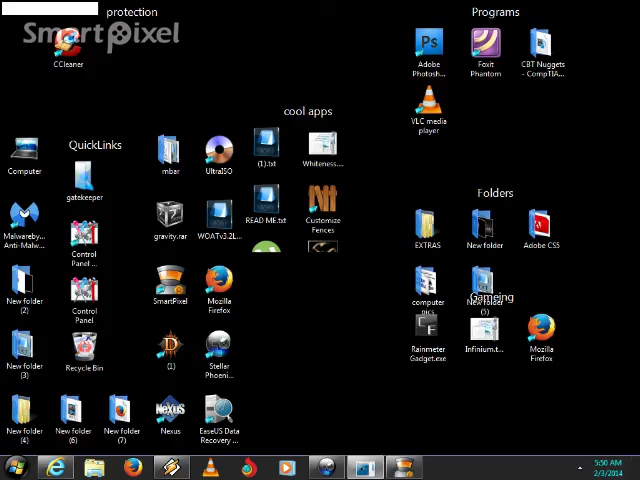 protection
SmartPixel
CCleaner
Programs
Ps
Adobe
Photosh...
Foxit
Phantom
CBT Nuggets
- CompTIA...
VLC media
player
cool apps
QuickLinks
Computer
gatekeeper
mbar
UltraISO
(1).txt
Whiteness....
Malwareby...
Anti-Malw...
Control
Panel ...
12
gravity.rar
WOATv3.2L...
READ ME.txt
Customize
Fences
Folders
EXTRAS
New folder
Adobe CS5
New folder
(2)
Control
Panel
SmartPixel
Mozilla
Firefox
computer
pics
New folder
(5)
Gameing
New folder
(3)
Recycle Bin
(1)
Stellar
Phoeni...
CF
Rainmeter
Gadget.exe
Infinium.t...
Mozilla
Firefox
New folder
(4)
New folder
(6)
New folder
(7)
NeXuS
Nexus
EaseUS Data
Recovery ...
5:50 AM
2/3/2014